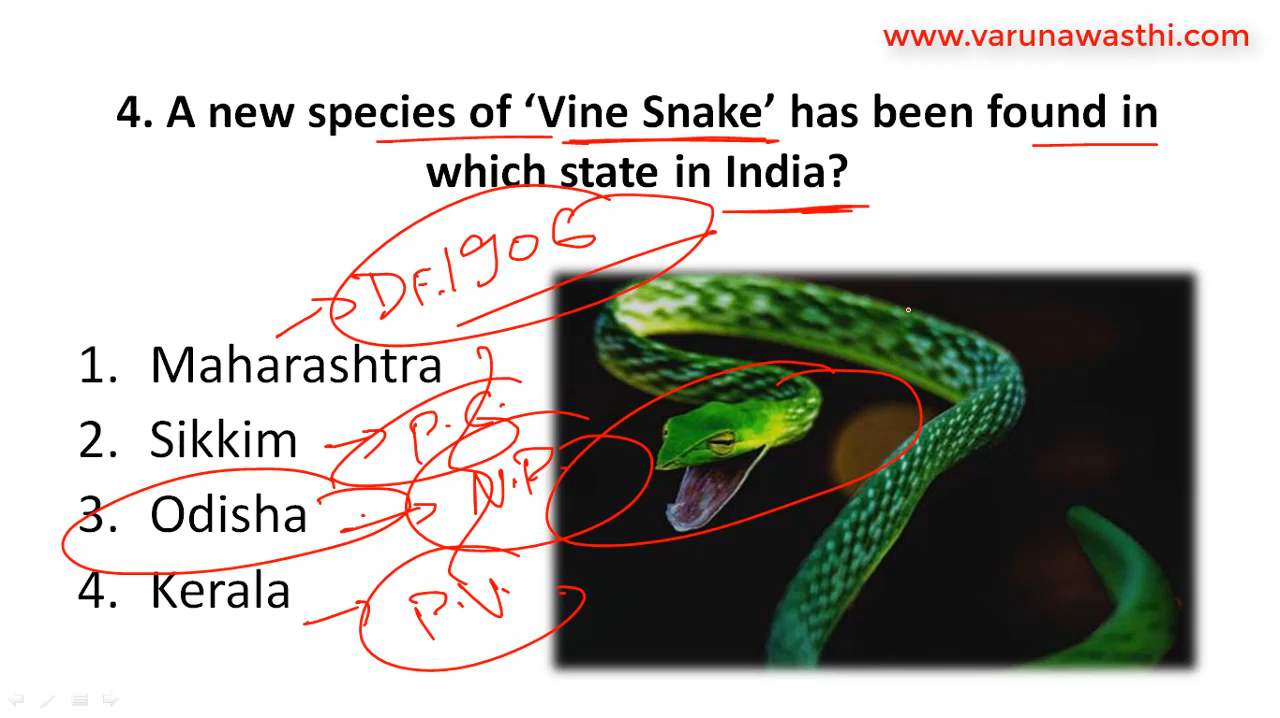 www.varunawasthi.com
4. A new species of ‘Vine Snake’ has been found in
which state in India?
DF.1906
1. Maharashtra
2. Sikkim P.G.
3. Odisha N.P
4. Kerala P.V.